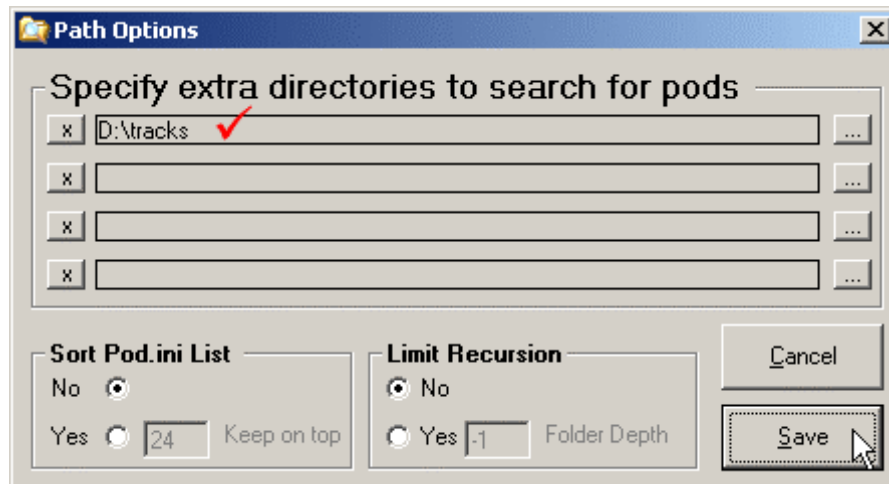 Path Options
Specify extra directories to search for pods
x D:\tracks ...
x ...
x ...
x ...
Sort Pod.ini List
No
Yes 24 Keep on top
Limit Recursion
No
Yes -1 Folder Depth
Cancel
Save